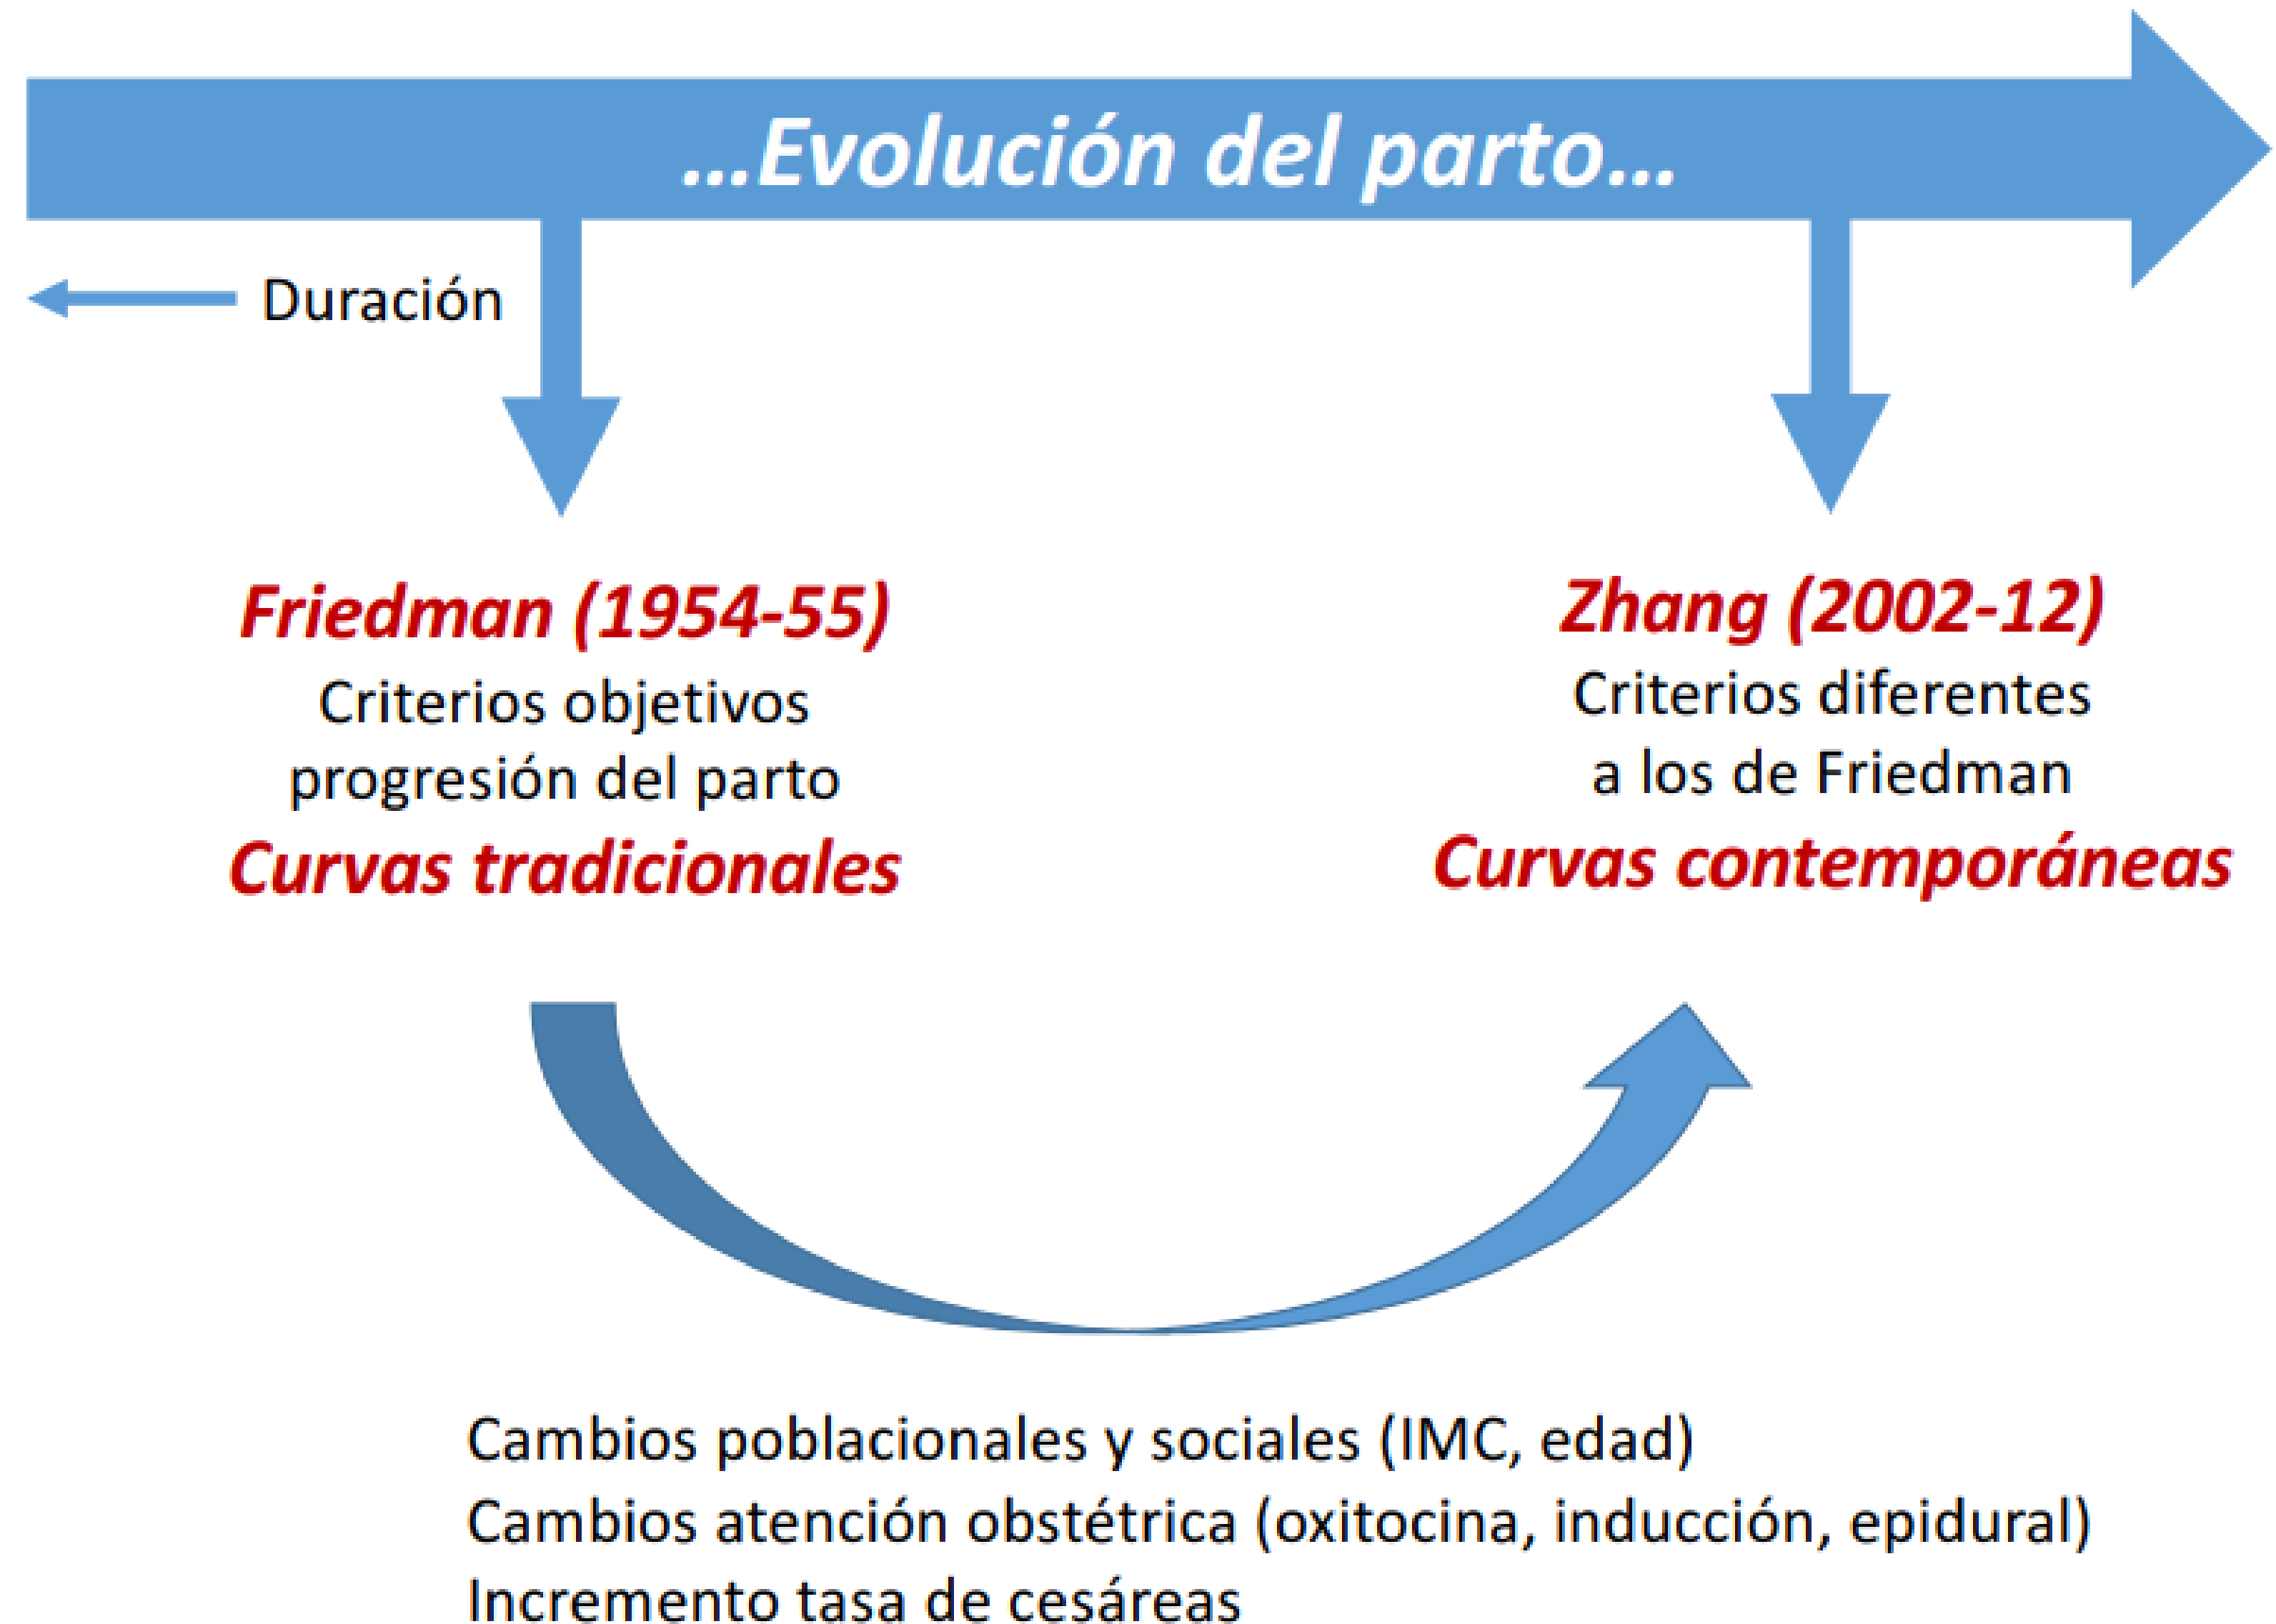 ...Evolución del parto...
Duración
Friedman (1954-55)
Criterios objetivos
progresión del parto
Curvas tradicionales
Zhang (2002-12)
Criterios diferentes
a los de Friedman
Curvas contemporáneas
Cambios poblacionales y sociales (IMC, edad)
Cambios atención obstétrica (oxitocina, inducción, epidural)
Incremento tasa de cesáreas